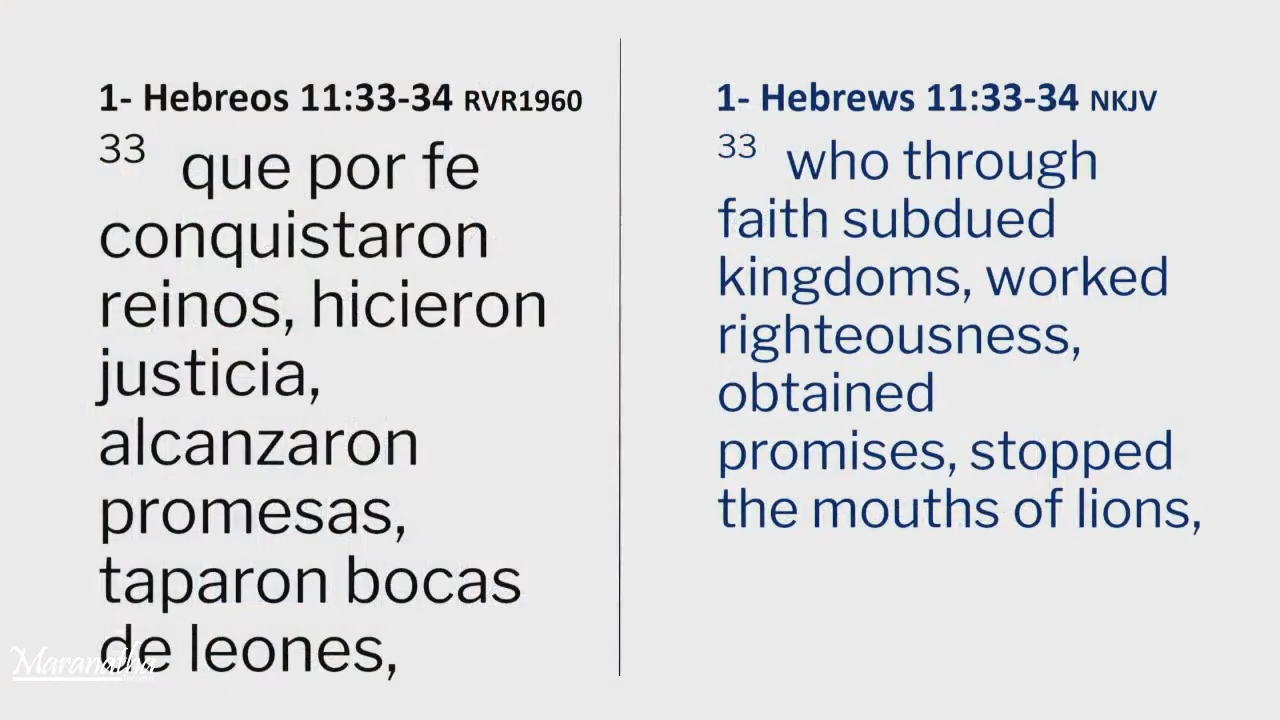 1- Hebreos 11:33-34 RVR1960
33 que por fe
conquistaron
reinos, hicieron
justicia,
alcanzaron
promesas,
taparon bocas
de leones,
1- Hebrews 11:33-34 NKJV
33 who through
faith subdued
kingdoms, worked
righteousness,
obtained
promises, stopped
the mouths of lions,
Maranatha